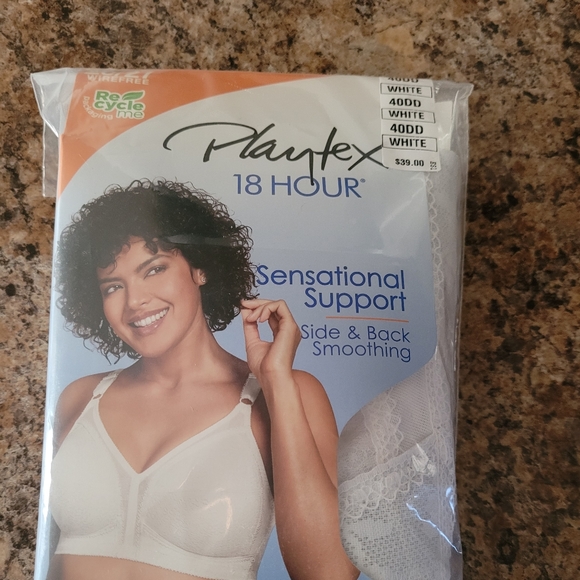 WIREFREE
Re
cycle
me
Playtex
18 HOUR®
Sensational
Support
Side & Back
Smoothing
40DD
WHITE
40DD
WHITE
40DD
WHITE
$39.00